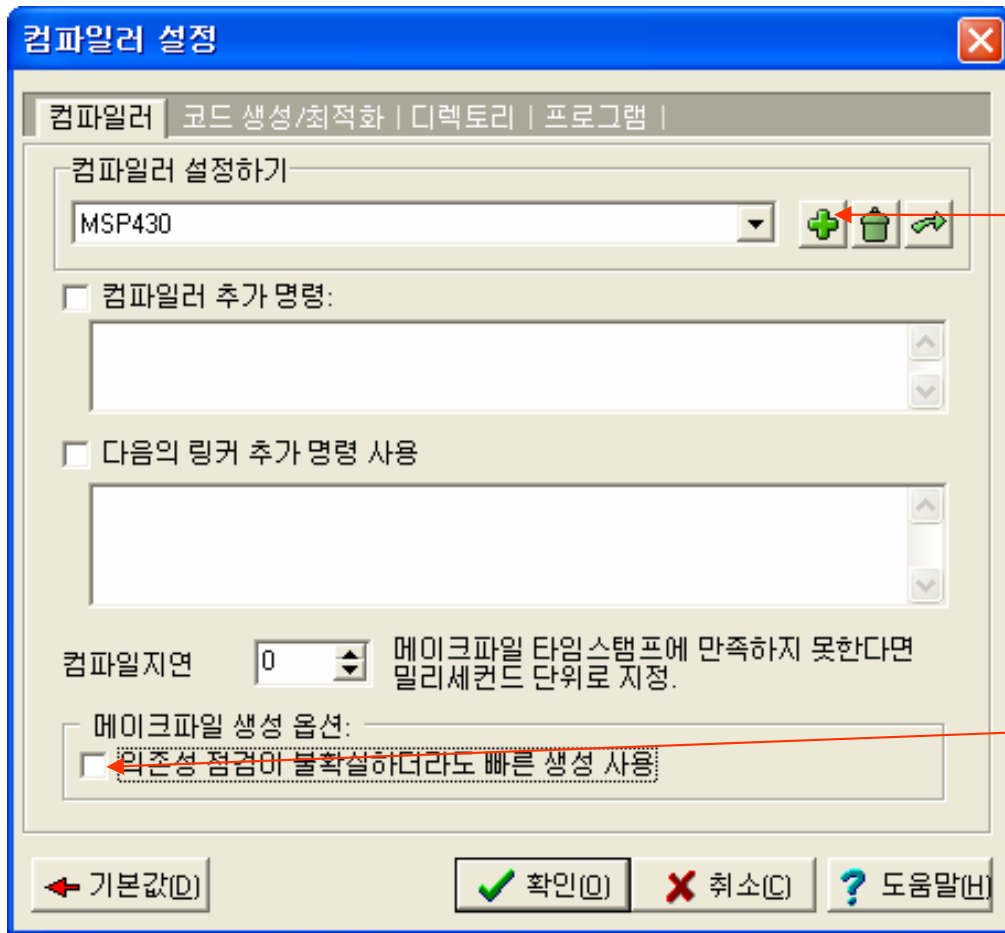 컴파일러 설정
컴파일러 | 코드 생성/최적화 | 디렉토리 | 프로그램 |
컴파일러 설정하기
MSP430
컴파일러 추가 명령:
다음의 링커 추가 명령 사용
컴파일지연 0 메이크파일 타임스탬프에 만족하지 못한다면
밀리세컨드 단위로 지정.
메이크파일 생성 옵션:
의존성 점검이 불확실하더라도 빠른 생성 사용
기본값(D) 확인(O) 취소(C) 도움말(H)